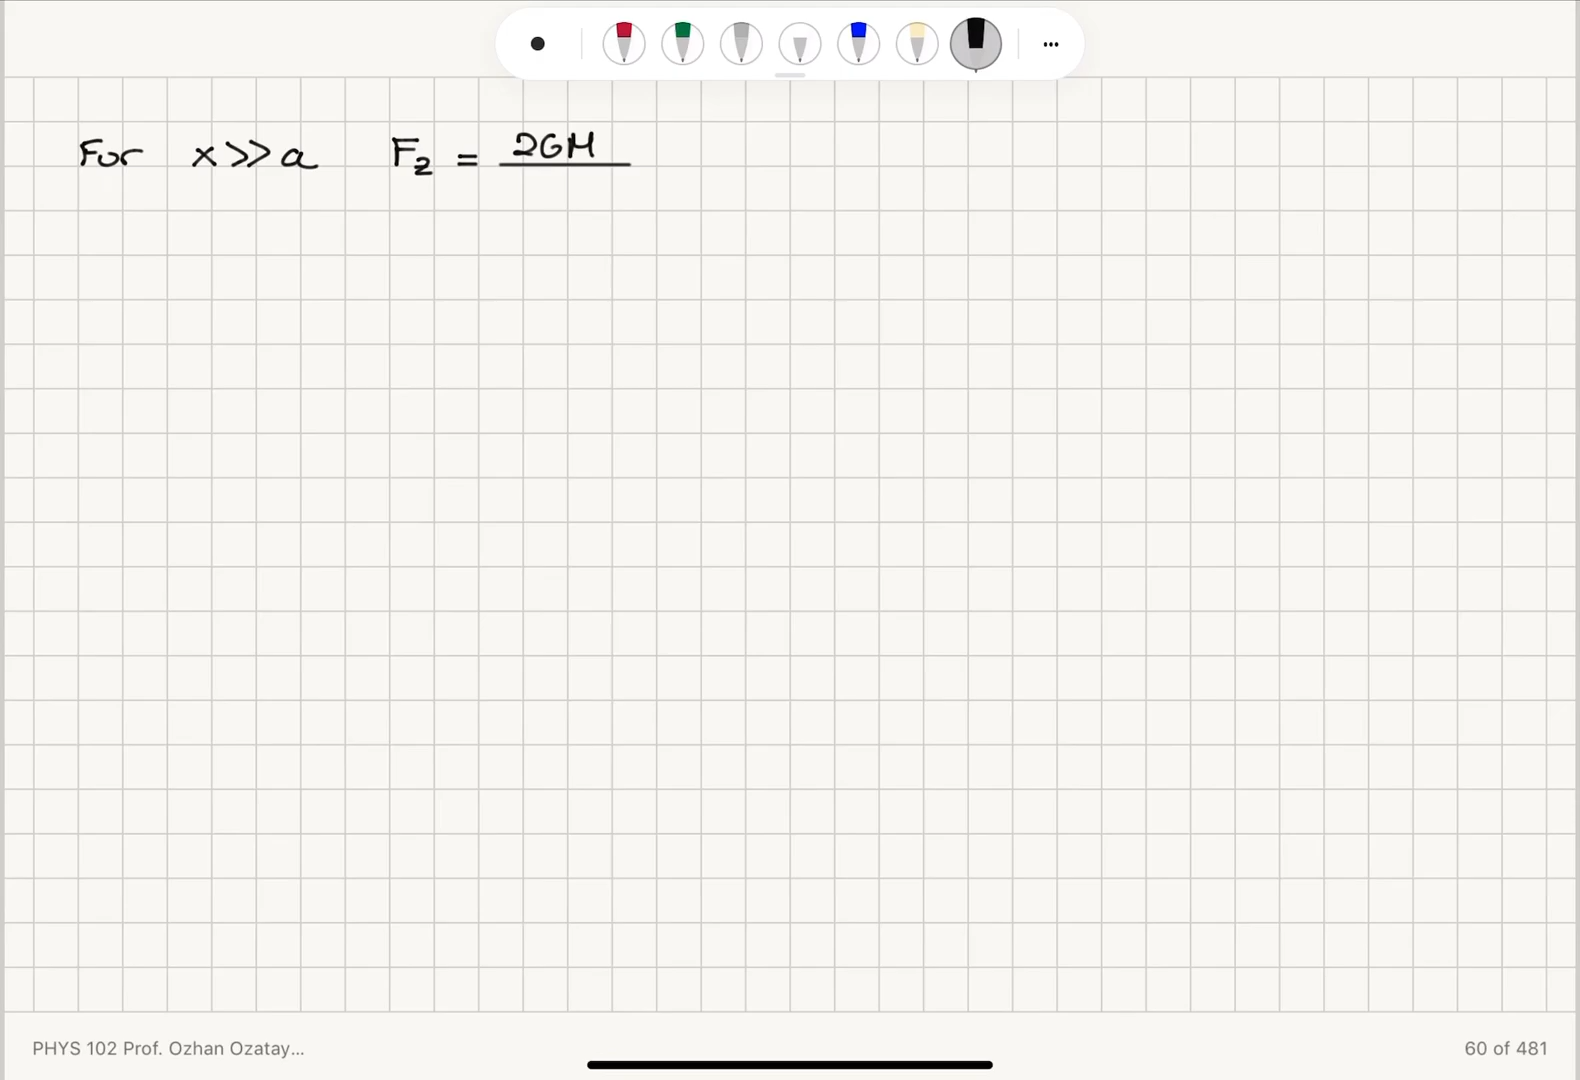 For x >> a F₂ = 2GM
PHYS 102 Prof. Ozhan Ozatay...
60 of 481